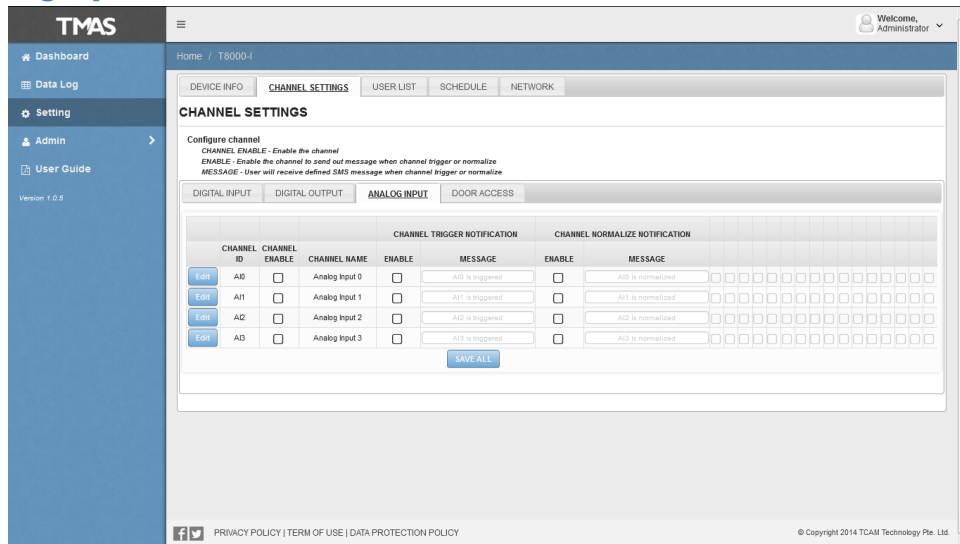 TMAS
Welcome,
Administrator
Dashboard
Data Log
Setting
Admin
User Guide
Version 1.0.5
Home / T8000-I
DEVICE INFO CHANNEL SETTINGS USER LIST SCHEDULE NETWORK
CHANNEL SETTINGS
Configure channel
CHANNEL ENABLE - Enable the channel
ENABLE - Enable the channel to send out message when channel trigger or normalize
MESSAGE - User will receive defined SMS message when channel trigger or normalize
DIGITAL INPUT DIGITAL OUTPUT ANALOG INPUT DOOR ACCESS
CHANNEL TRIGGER NOTIFICATION CHANNEL NORMALIZE NOTIFICATION
CHANNEL ID CHANNEL ENABLE CHANNEL NAME ENABLE MESSAGE ENABLE MESSAGE
Edit AI0 Analog Input 0 AI0 is triggered AI0 is normalized
Edit AI1 Analog Input 1 AI1 is triggered AI1 is normalized
Edit AI2 Analog Input 2 AI2 is triggered AI2 is normalized
Edit AI3 Analog Input 3 AI3 is triggered AI3 is normalized
SAVE ALL
PRIVACY POLICY | TERM OF USE | DATA PROTECTION POLICY
© Copyright 2014 TCAM Technology Pte. Ltd.